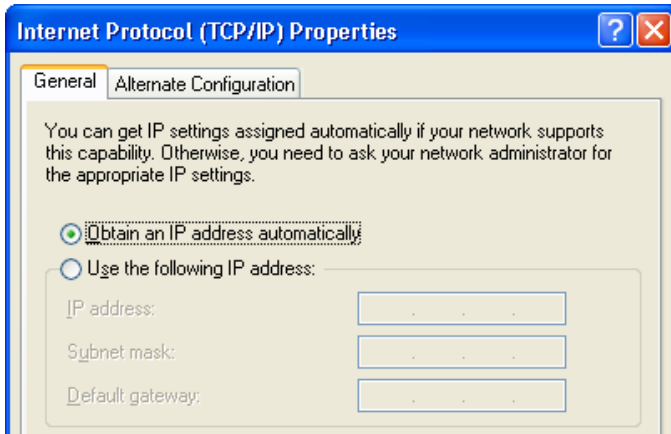 Internet Protocol (TCP/IP) Properties
General
Alternate Configuration
You can get IP settings assigned automatically if your network supports
this capability. Otherwise, you need to ask your network administrator for
the appropriate IP settings.
Obtain an IP address automatically
Use the following IP address:
IP address:
Subnet mask:
Default gateway: